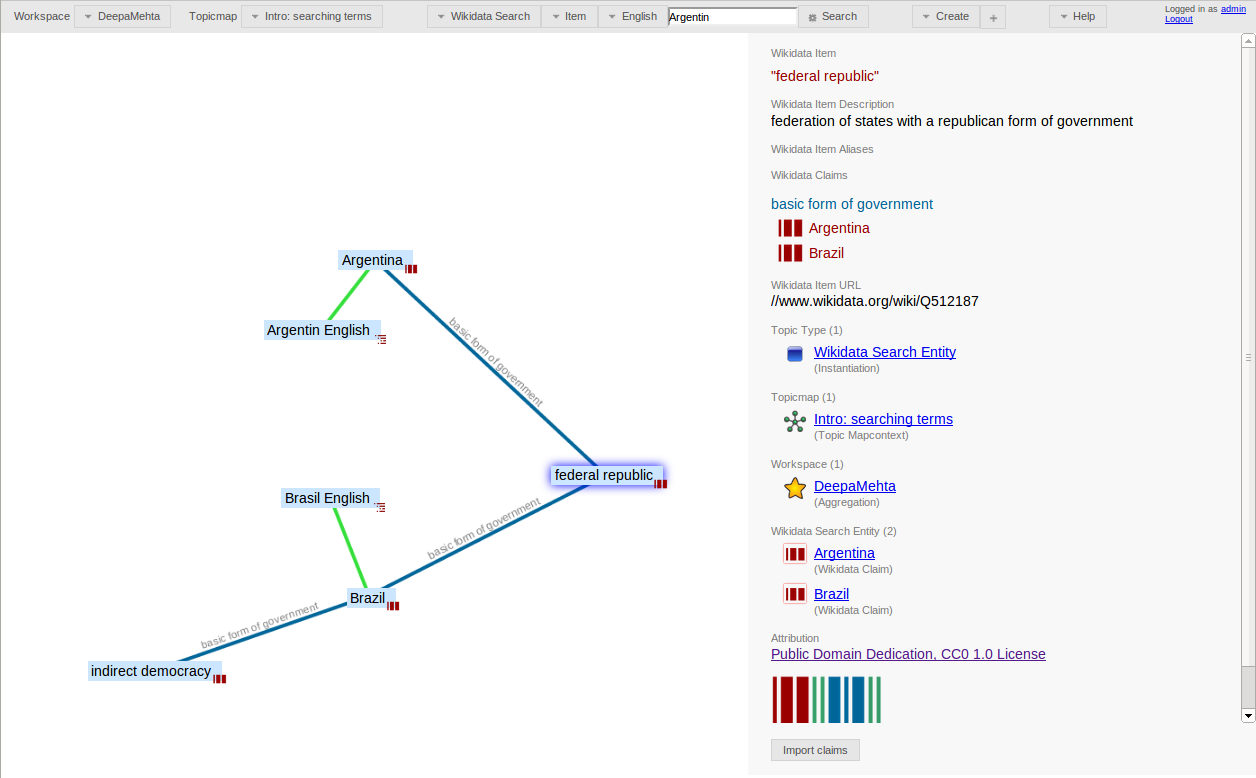 Workspace DeepaMehta Topicmap Intro: searching terms Wikidata Search Item English Argentin Search Create + Help Logged in as admin
Logout
Argentina
Argentin English
basic form of government
federal republic
Brasil English
basic form of government
Brazil
basic form of government
indirect democracy
Wikidata Item
"federal republic"
Wikidata Item Description
federation of states with a republican form of government
Wikidata Item Aliases
Wikidata Claims
basic form of government
Argentina
Brazil
Wikidata Item URL
//www.wikidata.org/wiki/Q512187
Topic Type (1)
Wikidata Search Entity
(Instantiation)
Topicmap (1)
Intro: searching terms
(Topic Mapcontext)
Workspace (1)
DeepaMehta
(Aggregation)
Wikidata Search Entity (2)
Argentina
(Wikidata Claim)
Brazil
(Wikidata Claim)
Attribution
Public Domain Dedication, CC0 1.0 License
Import claims